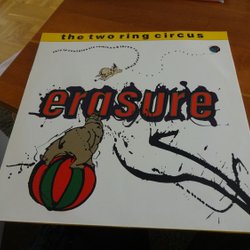 the two ring circus
erasure